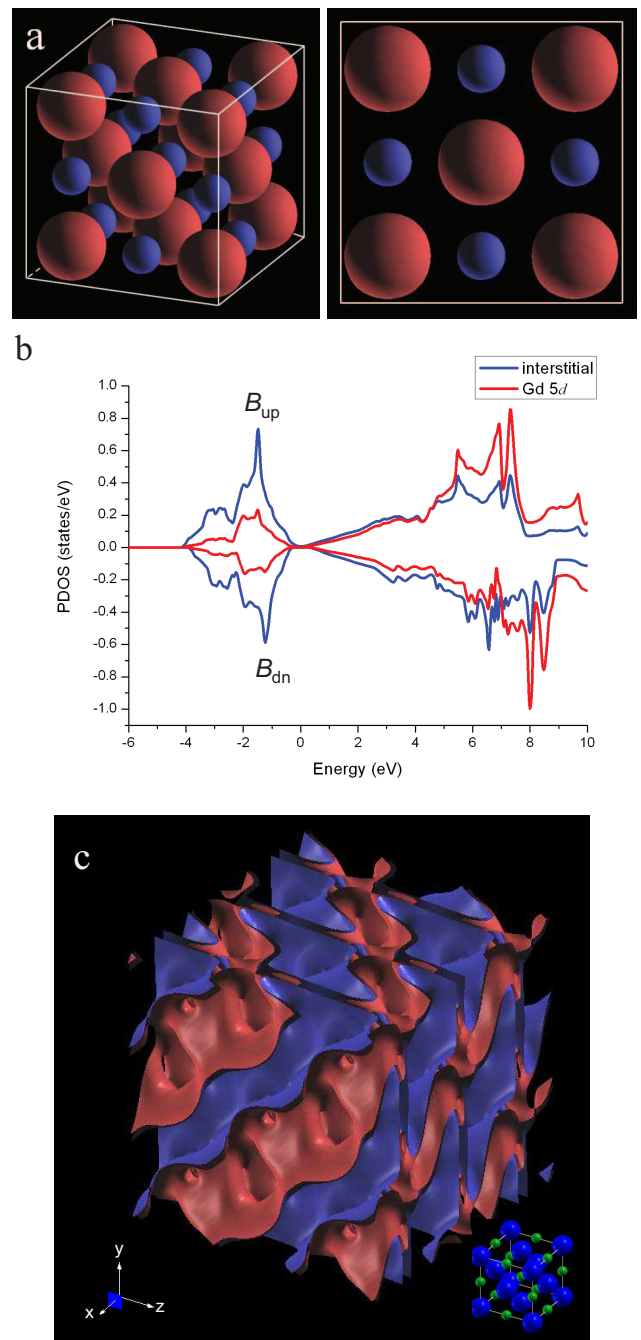 a
b
interstitial
Gd 5d
B_up
B_dn
PDOS (states/eV)
1.0
0.8
0.6
0.4
0.2
0.0
-0.2
-0.4
-0.6
-0.8
-1.0
-6 -4 -2 0 2 4 6 8 10
Energy (eV)
c
y
x
z